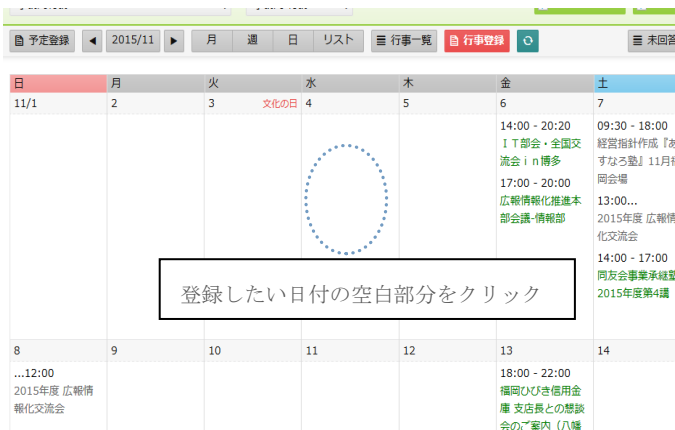 予定登録 2015/11 月 週 日 リスト 行事一覧 行事登録 未回答
日 月 火 水 木 金 土
11/1 2 3 文化の日 4 5 6 7
14:00 - 20:20
ＩＴ部会・全国交
流会ｉｎ博多
17:00 - 20:00
広報情報化推進本
部会議-情報部
09:30 - 18:00
経営指針作成『あ
すなろ塾』11月福
岡会場
13:00...
2015年度 広報情
化交流会
14:00 - 17:00
同友会事業承継塾
2015年度第4講
登録したい日付の空白部分をクリック
8 9 10 11 12 13 14
...12:00
2015年度 広報情
報化交流会
18:00 - 22:00
福岡ひびき信用金
庫 支店長との懇談
会のご案内（八幡